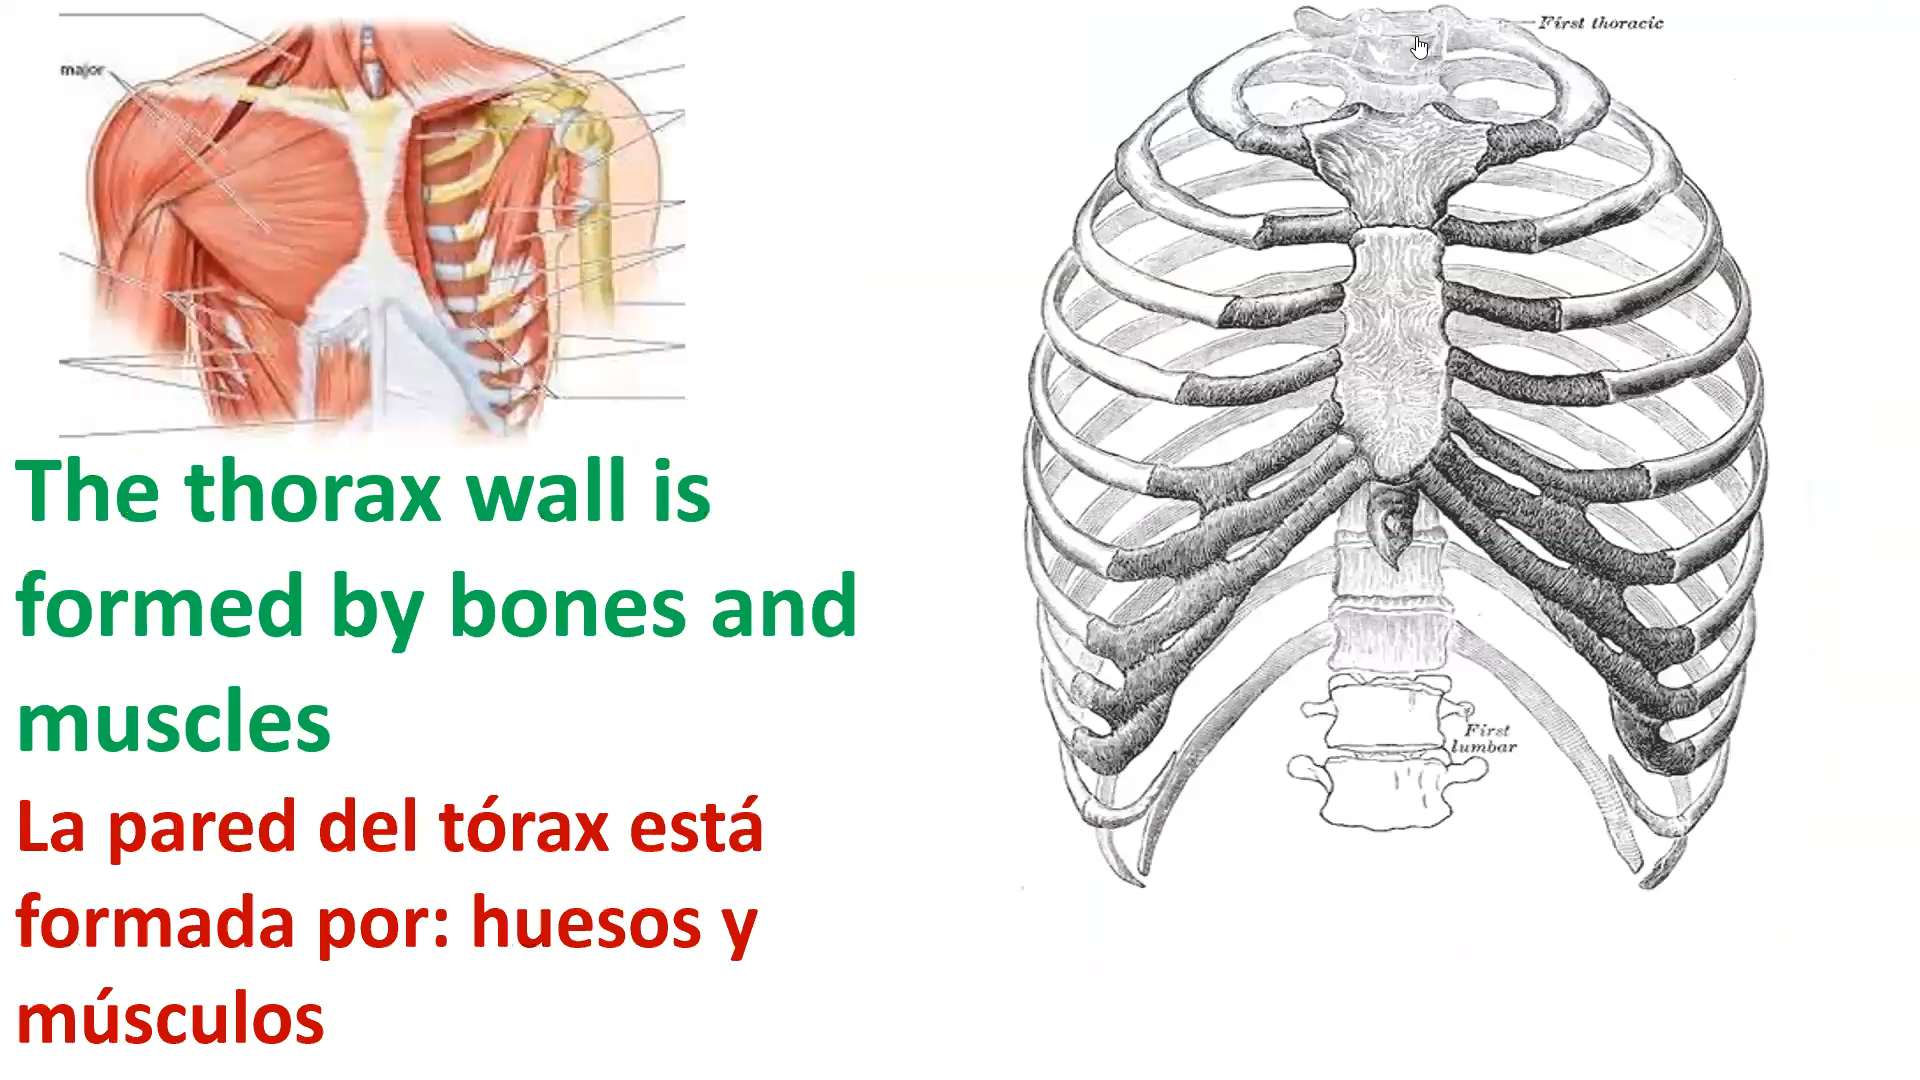 major
First thoracic
The thorax wall is
formed by bones and
muscles
La pared del tórax está
formada por: huesos y
músculos
First
lumbar